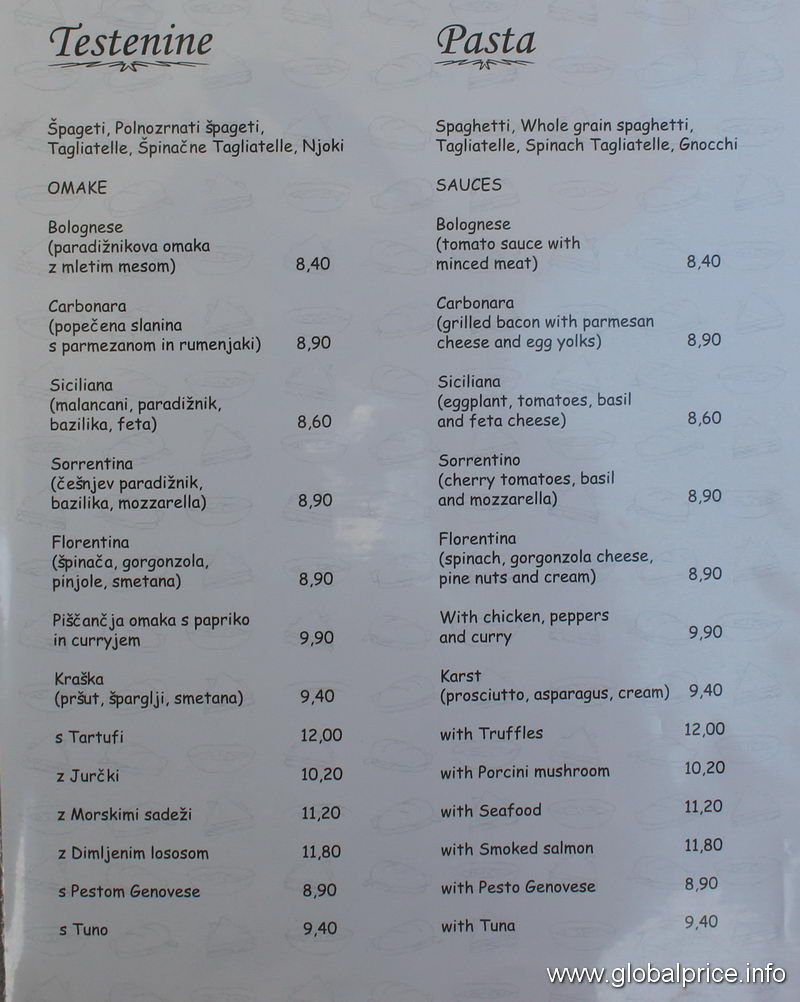 Testenine
Špageti, Polnozrnati špageti,
Tagliatelle, Špinačne Tagliatelle, Njoki
OMAKE
Bolognese
(paradižnikova omaka
z mletim mesom) 8,40
Carbonara
(popečena slanina
s parmezanom in rumenjaki) 8,90
Siciliana
(malancani, paradižnik,
bazilika, feta) 8,60
Sorrentina
(češnjev paradižnik,
bazilika, mozzarella) 8,90
Florentina
(špinača, gorgonzola,
pinjole, smetana) 8,90
Piščančja omaka s papriko
in curryjem 9,90
Kraška
(pršut, šparglji, smetana) 9,40
s Tartufi 12,00
z Jurčki 10,20
z Morskimi sadeži 11,20
z Dimljenim lososom 11,80
s Pestom Genovese 8,90
s Tuno 9,40
Pasta
Spaghetti, Whole grain spaghetti,
Tagliatelle, Spinach Tagliatelle, Gnocchi
SAUCES
Bolognese
(tomato sauce with
minced meat) 8,40
Carbonara
(grilled bacon with parmesan
cheese and egg yolks) 8,90
Siciliana
(eggplant, tomatoes, basil
and feta cheese) 8,60
Sorrentino
(cherry tomatoes, basil
and mozzarella) 8,90
Florentina
(spinach, gorgonzola cheese,
pine nuts and cream) 8,90
With chicken, peppers
and curry 9,90
Karst
(prosciutto, asparagus, cream) 9,40
with Truffles 12,00
with Porcini mushroom 10,20
with Seafood 11,20
with Smoked salmon 11,80
with Pesto Genovese 8,90
with Tuna 9,40
www.globalprice.info